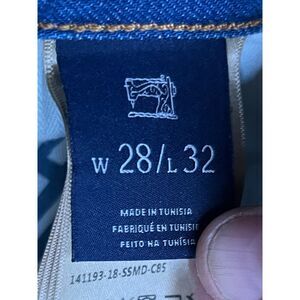 W 28/L 32
MADE IN TUNISIA
FABRIQUÉ EN TUNISIE
FEITO NA TUNÍSIA
141193-18-SSMD-C85